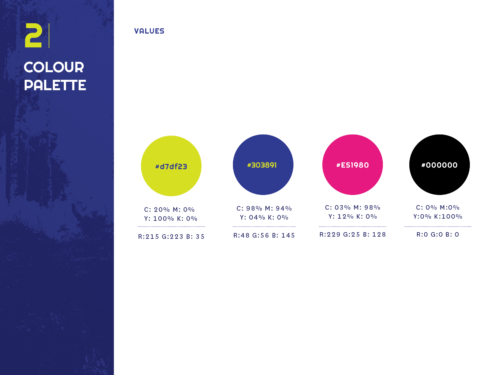 2
COLOUR
PALETTE
VALUES
#d7df23
#303891
#E51980
#000000
C: 20% M: 0%
Y: 100% K: 0%
R:215 G:223 B: 35
C: 98% M: 94%
Y: 04% K: 0%
R:48 G:56 B: 145
C: 03% M: 98%
Y: 12% K: 0%
R:229 G:25 B: 128
C: 0% M:0%
Y:0% K:100%
R:0 G:0 B: 0